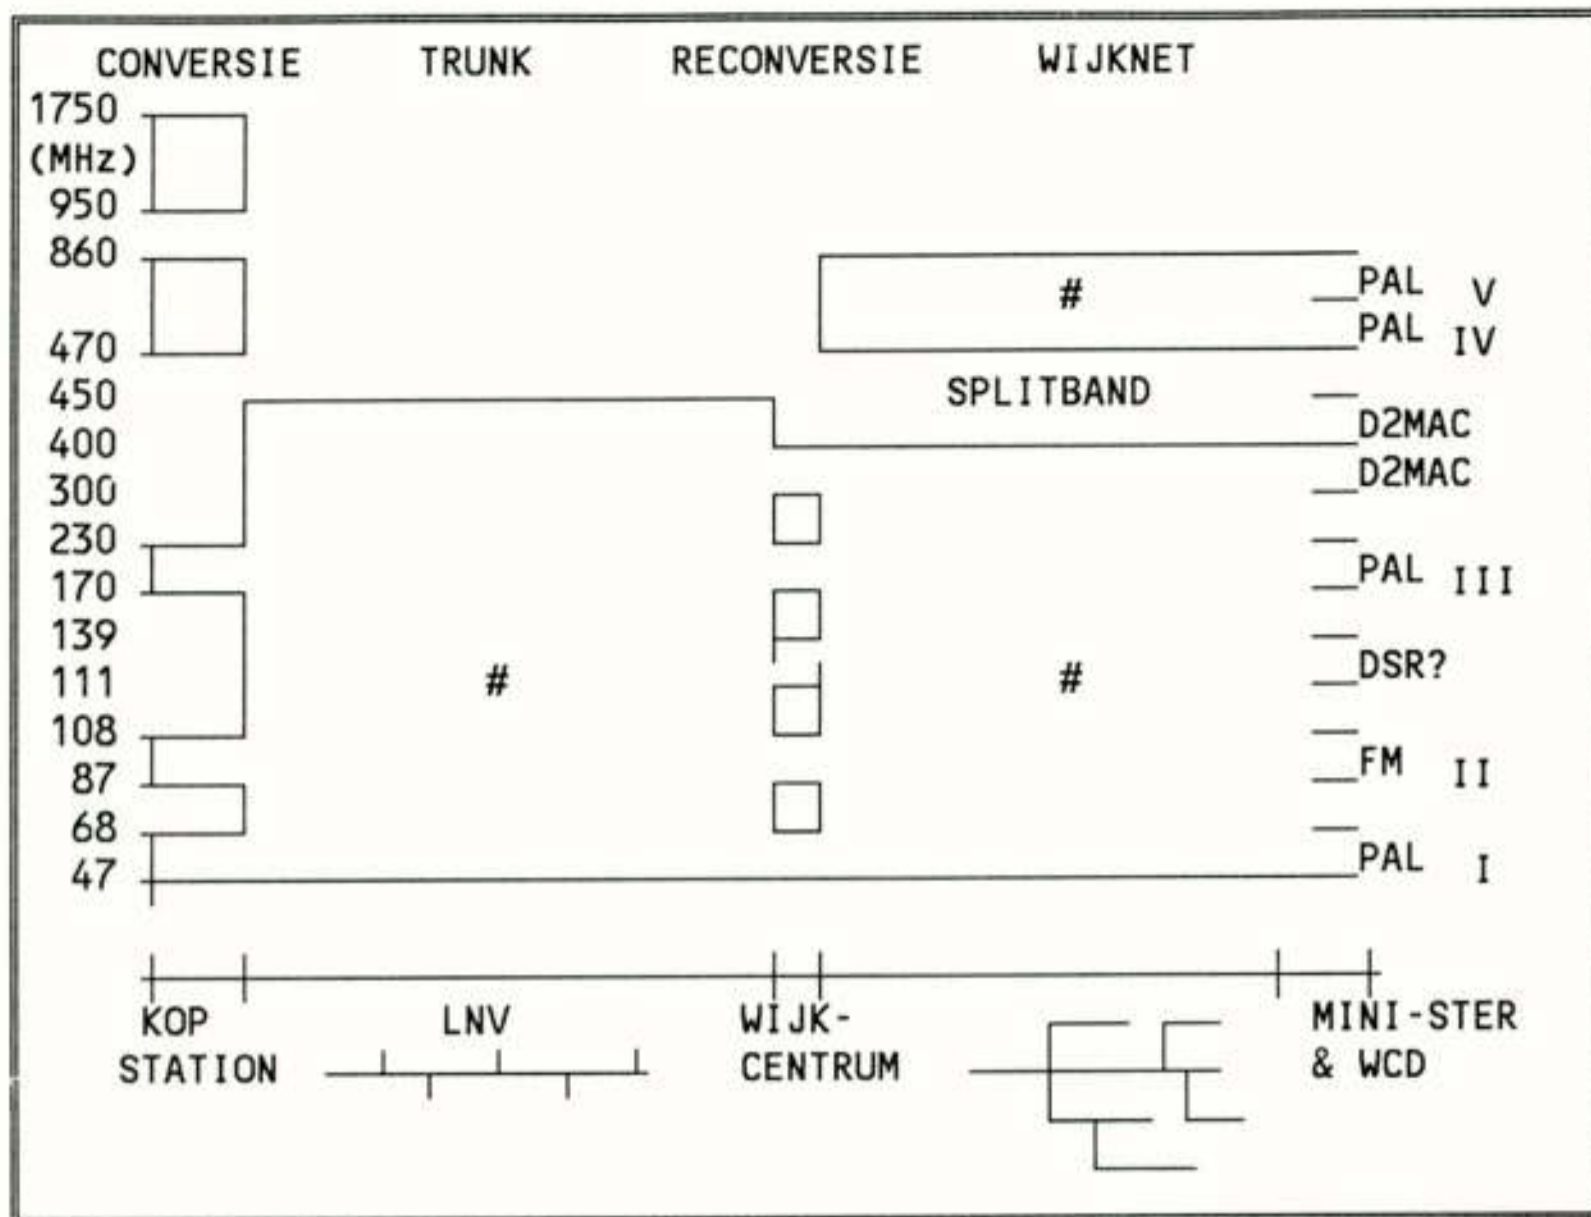 CONVERSIE TRUNK RECONVERSIE WIJKNET
1750
(MHz)
950
860
PAL V
#
PAL IV
470
450 SPLITBAND
D2MAC
400
D2MAC
300
230
PAL III
170
139
DSR?
111 # #
108
FM II
87
68
PAL I
47
KOP LNV WIJK- MINI-STER
STATION CENTRUM & WCD